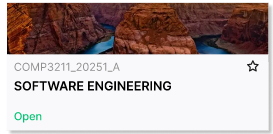 COMP3211_20251_A
SOFTWARE ENGINEERING
Open